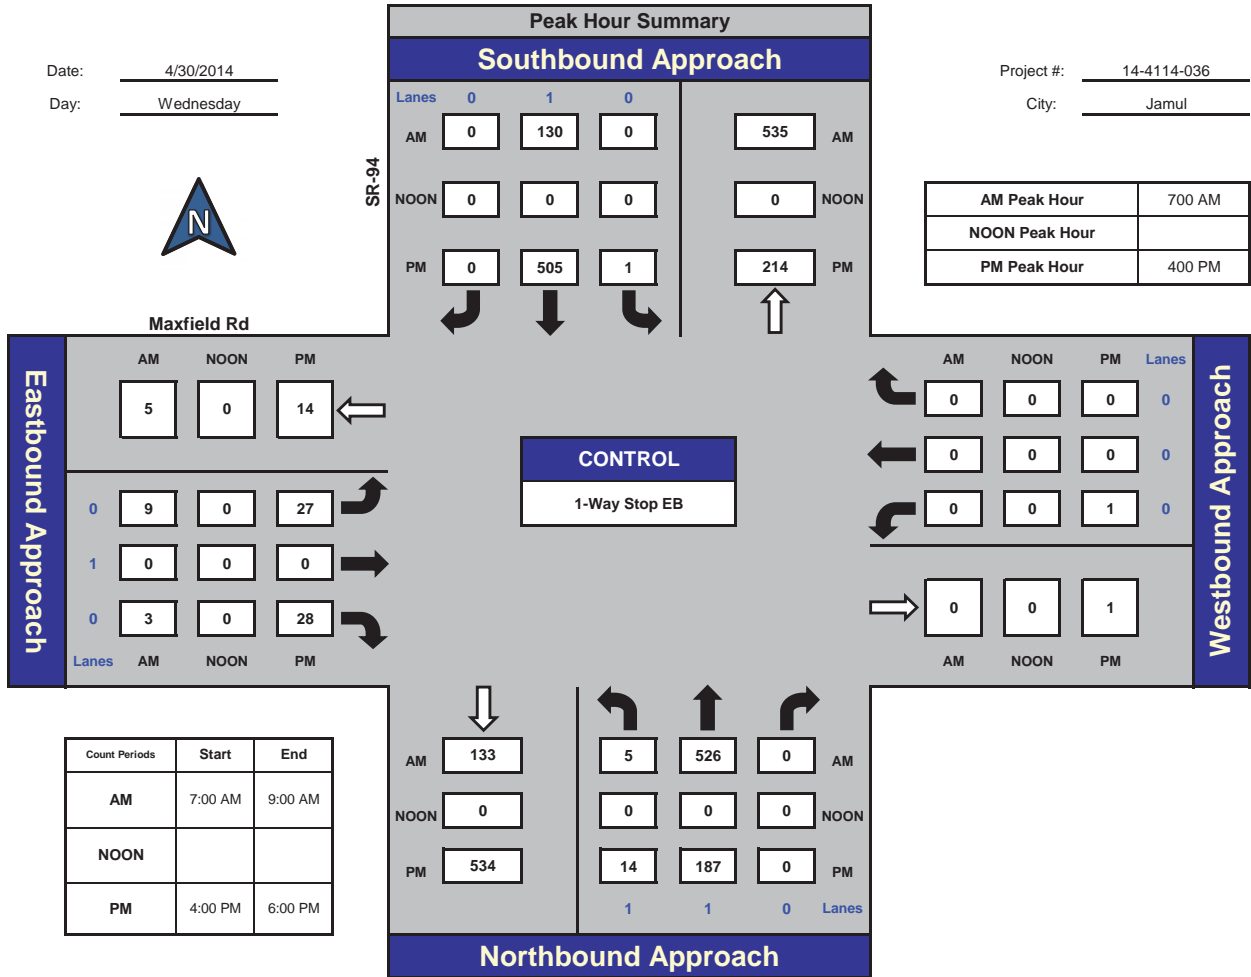 Peak Hour Summary
Southbound Approach
Date: 4/30/2014
Day: Wednesday
Project #: 14-4114-036
City: Jamul
SR-94
Lanes 0 1 0
AM 0 130 0 535 AM
NOON 0 0 0 0 NOON
PM 0 505 1 214 PM
N
AM Peak Hour 700 AM
NOON Peak Hour
PM Peak Hour 400 PM
Maxfield Rd
Eastbound Approach
AM NOON PM
5 0 14
0 9 0 27
1 0 0 0
0 3 0 28
Lanes AM NOON PM
CONTROL
1-Way Stop EB
AM NOON PM Lanes
0 0 0 0
0 0 0 0
0 0 1 0
0 0 1
AM NOON PM
Westbound Approach
Count Periods Start End
AM 7:00 AM 9:00 AM
NOON
PM 4:00 PM 6:00 PM
AM 133 5 526 0 AM
NOON 0 0 0 0 NOON
PM 534 14 187 0 PM
1 1 0 Lanes
Northbound Approach